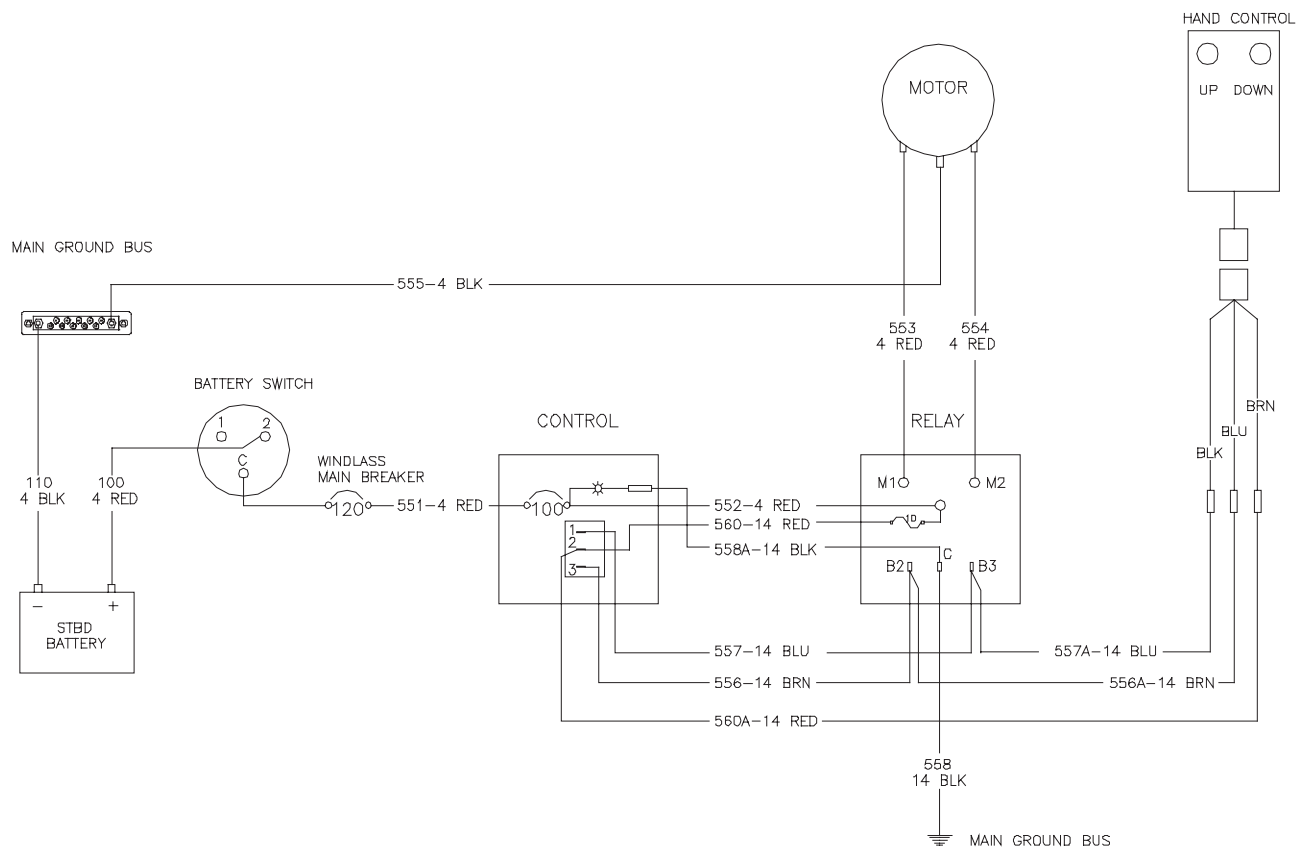 HAND CONTROL
UP DOWN
MOTOR
MAIN GROUND BUS
555-4 BLK
553
4 RED
554
4 RED
BATTERY SWITCH
1
2
C
CONTROL
RELAY
BRN
BLU
BLK
WINDLASS
MAIN BREAKER
110
4 BLK
100
4 RED
120
551-4 RED
100
552-4 RED
560-14 RED
558A-14 BLK
M1
M2
10
1
2
3
C
B2
B3
-
+
STBD
BATTERY
557-14 BLU
557A-14 BLU
556-14 BRN
556A-14 BRN
560A-14 RED
558
14 BLK
MAIN GROUND BUS